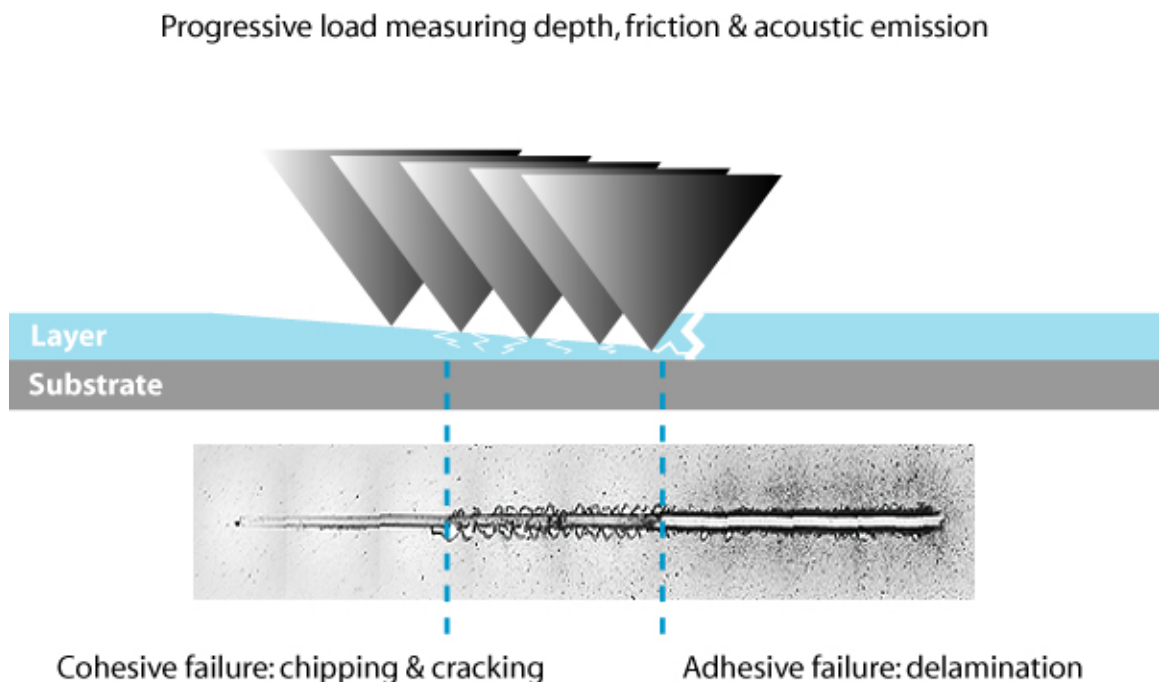 Progressive load measuring depth, friction & acoustic emission
Layer
Substrate
Cohesive failure: chipping & cracking
Adhesive failure: delamination